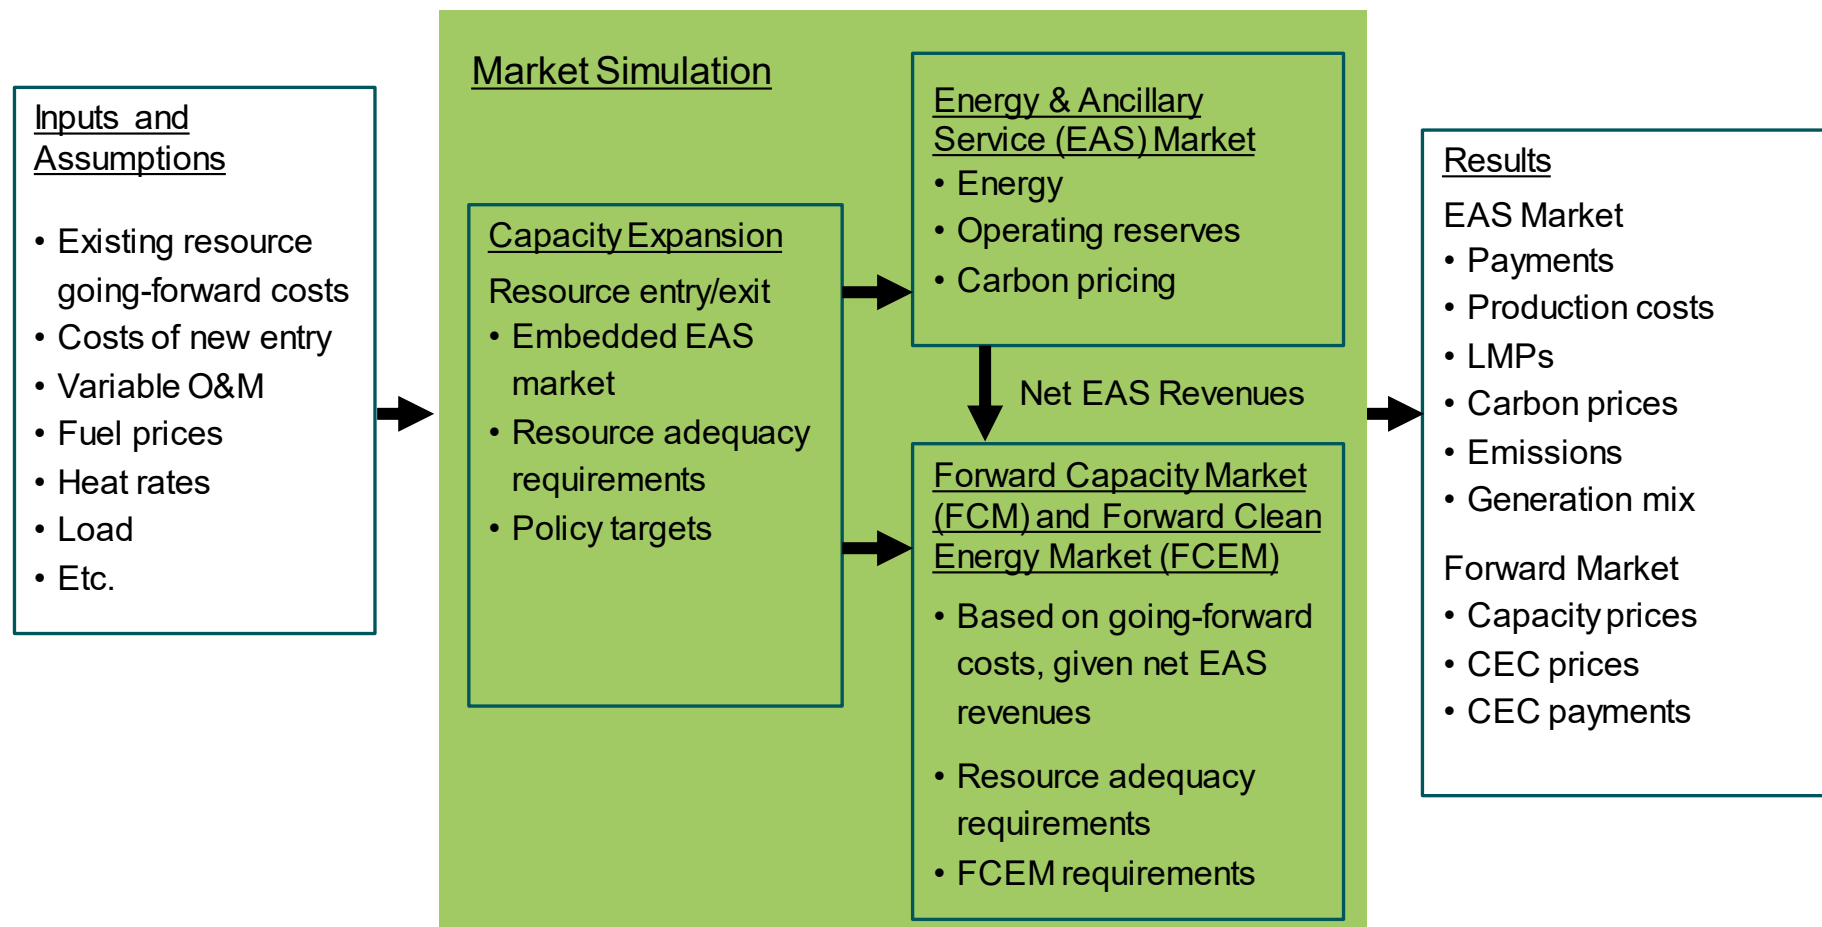 Inputs and
Assumptions
• Existing resource
going-forward costs
• Costs of new entry
• Variable O&M
• Fuel prices
• Heat rates
• Load
• Etc.
Market Simulation
Capacity Expansion
Resource entry/exit
• Embedded EAS
market
• Resource adequacy
requirements
• Policy targets
Energy & Ancillary
Service (EAS) Market
• Energy
• Operating reserves
• Carbon pricing
Net EAS Revenues
Forward Capacity Market
(FCM) and Forward Clean
Energy Market (FCEM)
• Based on going-forward
costs, given net EAS
revenues
• Resource adequacy
requirements
• FCEM requirements
Results
EAS Market
• Payments
• Production costs
• LMPs
• Carbon prices
• Emissions
• Generation mix
Forward Market
• Capacity prices
• CEC prices
• CEC payments